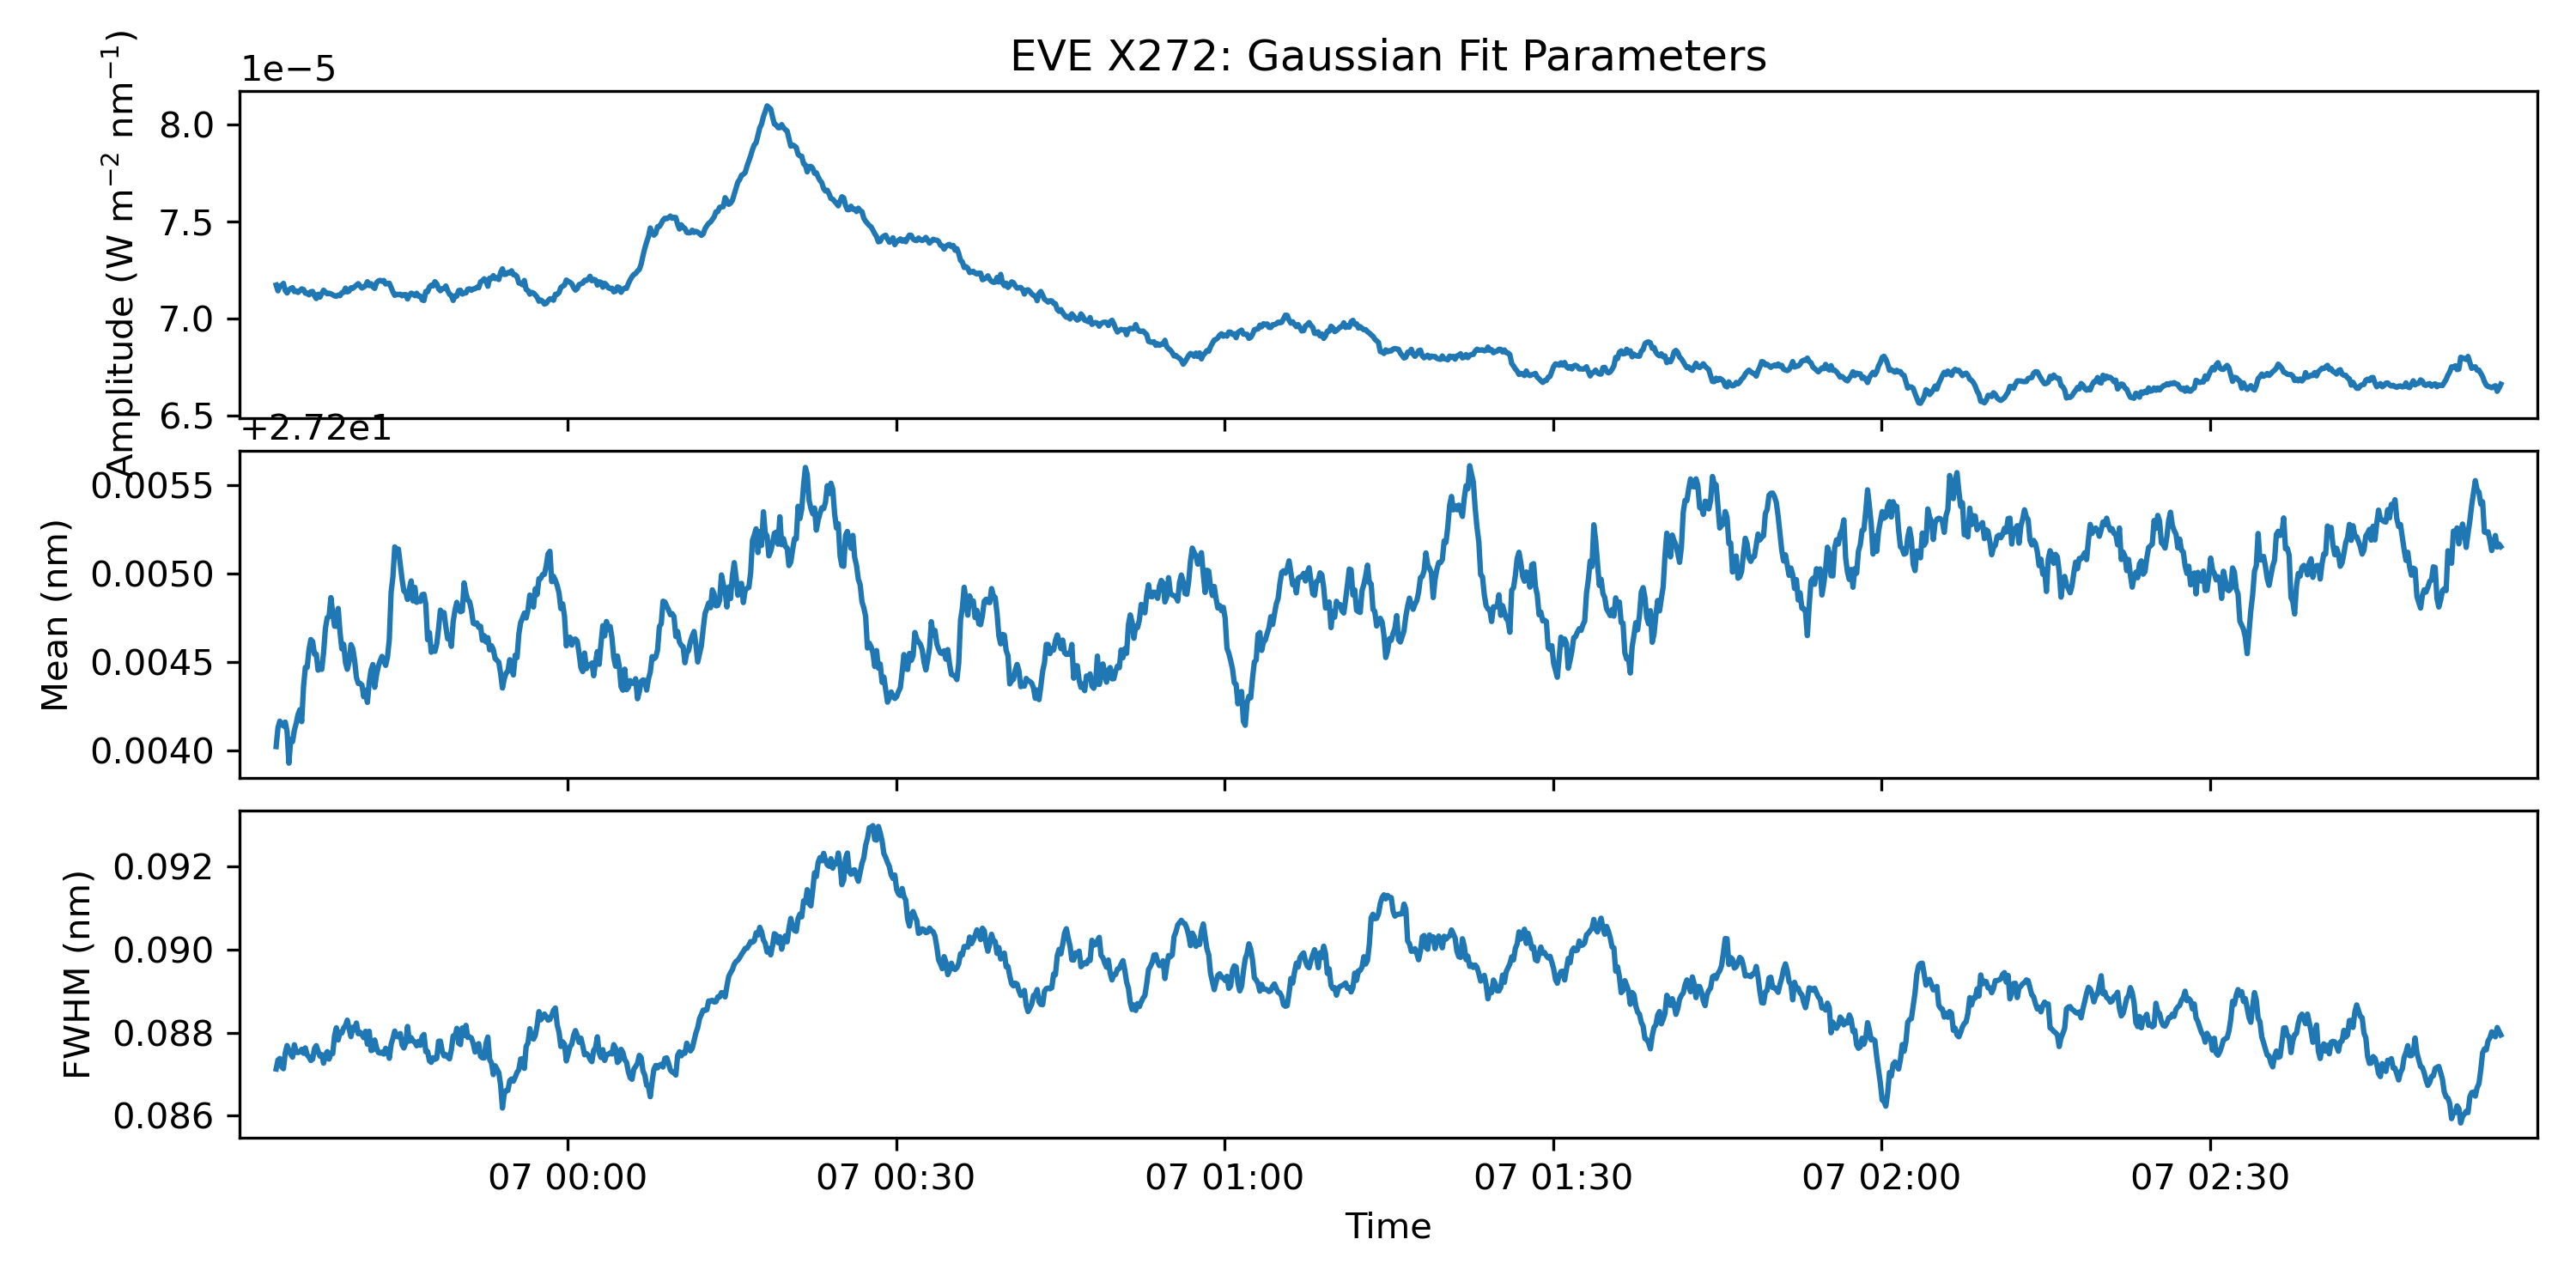 EVE X272: Gaussian Fit Parameters
1e−5
Amplitude (W m⁻² nm⁻¹)
8.0
7.5
7.0
6.5
+2.72e1
Mean (nm)
0.0055
0.0050
0.0045
0.0040
FWHM (nm)
0.092
0.090
0.088
0.086
07 00:00 07 00:30 07 01:00 07 01:30 07 02:00 07 02:30
Time